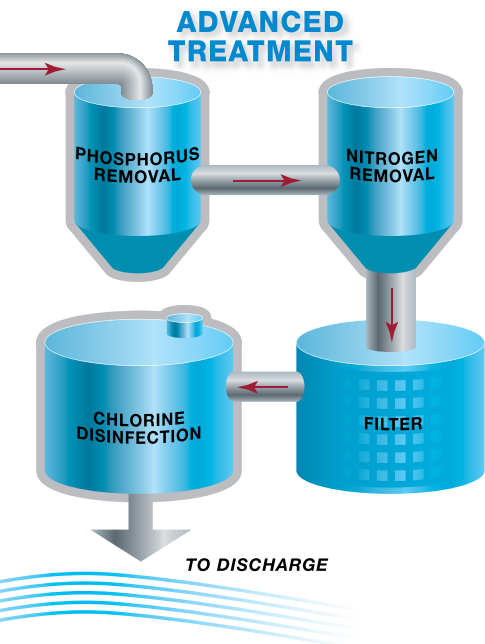 ADVANCED
TREATMENT
PHOSPHORUS
REMOVAL
NITROGEN
REMOVAL
CHLORINE
DISINFECTION
FILTER
TO DISCHARGE